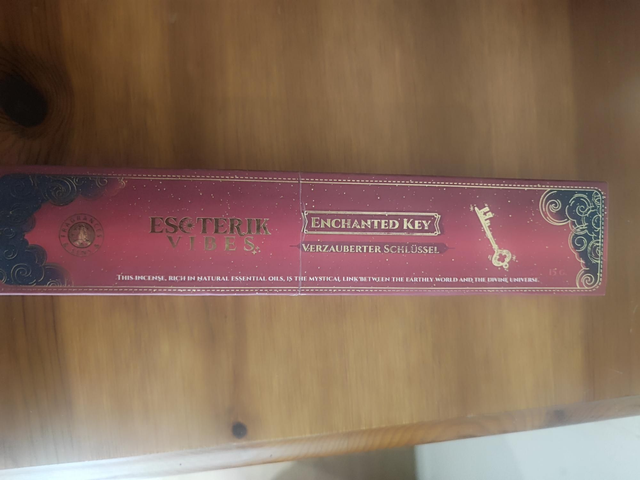 ESOTERIK
VIBES
ENCHANTED KEY
VERZAUBERTER SCHLÜSSEL
THIS INCENSE, RICH IN NATURAL ESSENTIAL OILS, IS THE MYSTICAL LINK BETWEEN THE EARTHLY WORLD AND THE DIVINE UNIVERSE.